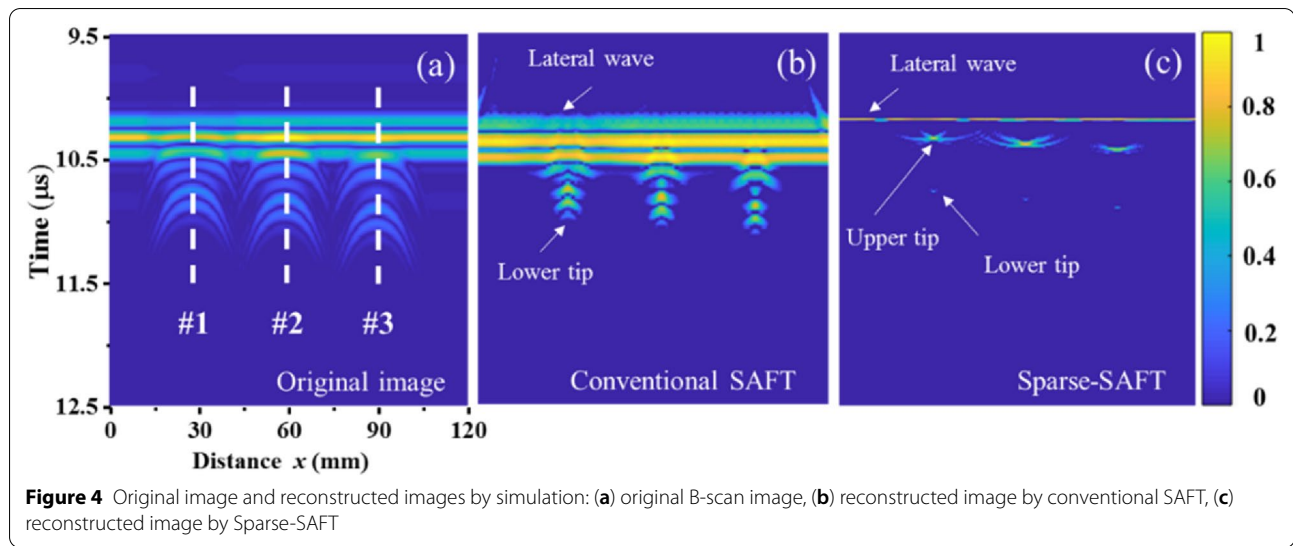 9.5
10.5
11.5
12.5
Time (µs)
(a)
#1 #2 #3
Original image
0 30 60 90 120
Distance x (mm)
(b)
Lateral wave
Lower tip
Conventional SAFT
(c)
Lateral wave
Upper tip
Lower tip
Sparse-SAFT
1
0.8
0.6
0.4
0.2
0
Figure 4 Original image and reconstructed images by simulation: (a) original B-scan image, (b) reconstructed image by conventional SAFT, (c)
reconstructed image by Sparse-SAFT